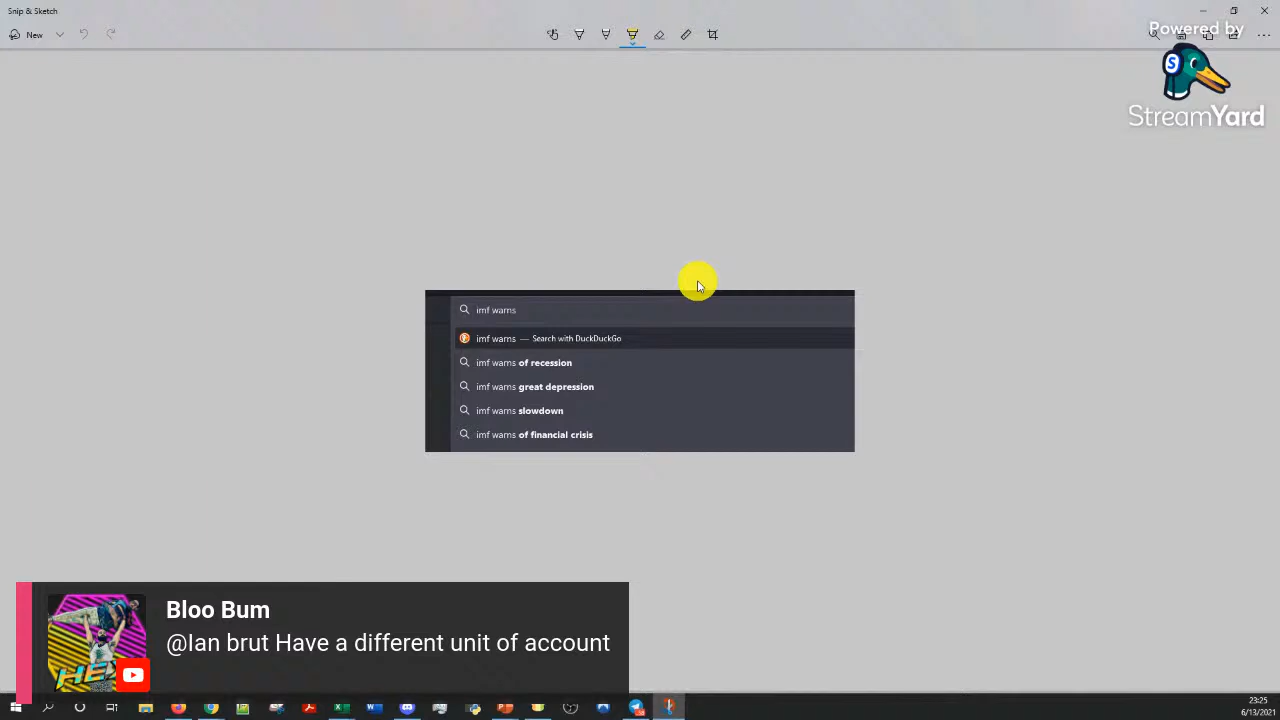 Snip & Sketch
New
Powered by
S
StreamYard
imf warns
imf warns — Search with DuckDuckGo
imf warns of recession
imf warns great depression
imf warns slowdown
imf warns of financial crisis
Bloo Bum
@Ian brut Have a different unit of account
HEX
23:25
6/13/2021